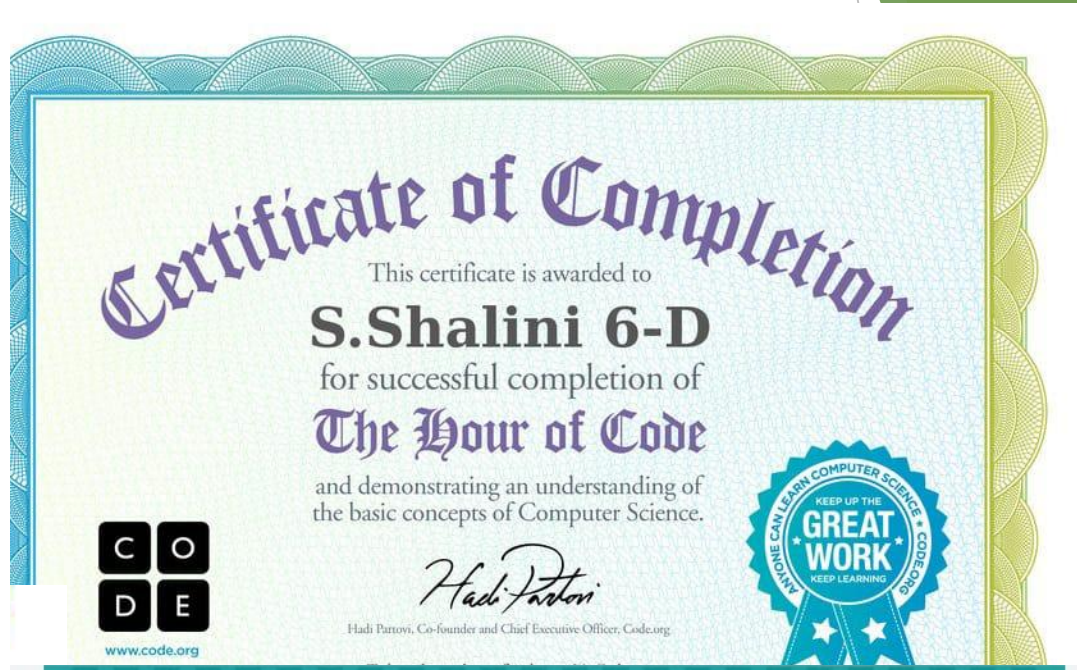 Certificate of Completion
This certificate is awarded to
S.Shalini 6-D
for successful completion of
The Hour of Code
and demonstrating an understanding of
the basic concepts of Computer Science.
Hadi Partovi
Hadi Partovi, Co-founder and Chief Executive Officer, Code.org
C O
D E
www.code.org
ANYONE CAN LEARN COMPUTER SCIENCE • CODE.ORG
KEEP UP THE
GREAT
WORK
KEEP LEARNING